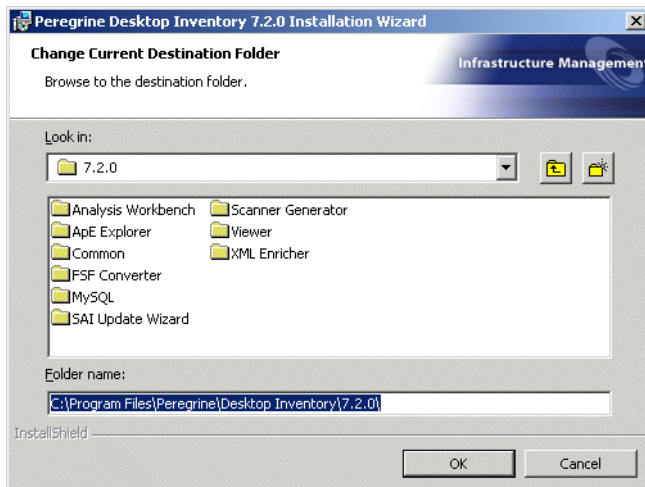 Peregrine Desktop Inventory 7.2.0 Installation Wizard
Change Current Destination Folder
Infrastructure Management
Browse to the destination folder.
Look in:
7.2.0
Analysis Workbench
ApE Explorer
Common
FSF Converter
MySQL
SAI Update Wizard
Scanner Generator
Viewer
XML Enricher
Folder name:
C:\Program Files\Peregrine\Desktop Inventory\7.2.0\
InstallShield
OK
Cancel